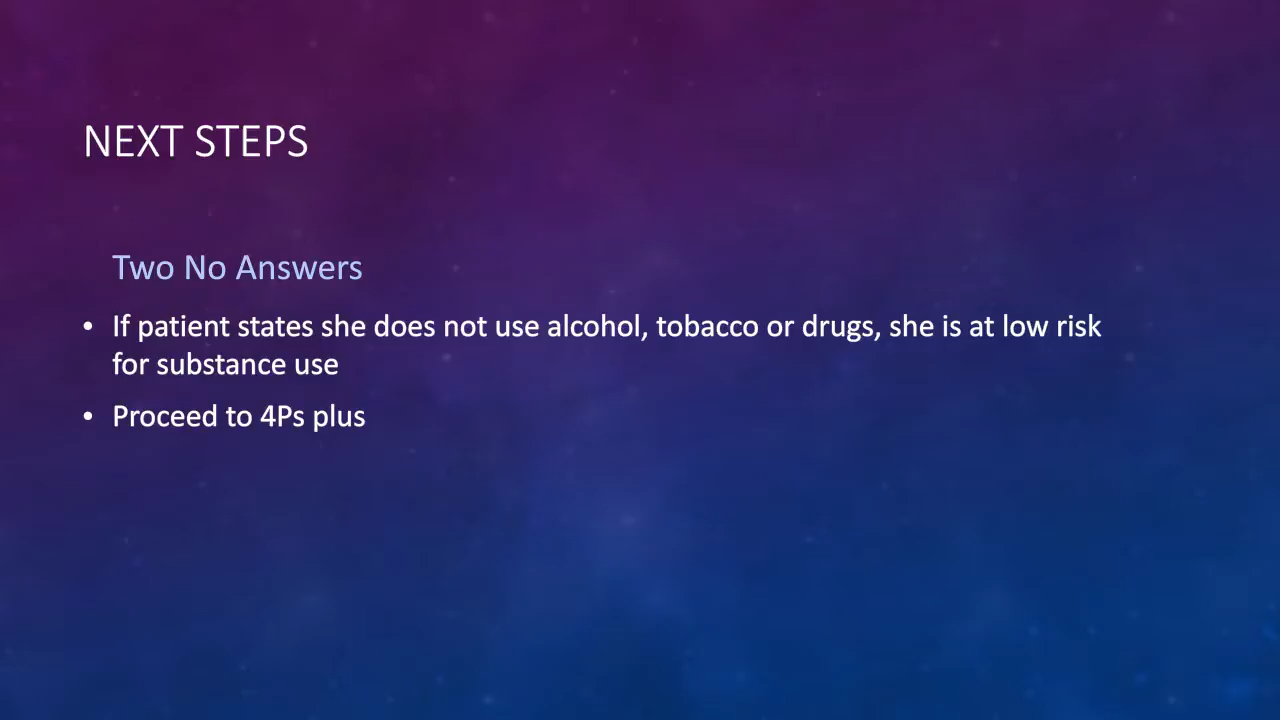 NEXT STEPS
Two No Answers
• If patient states she does not use alcohol, tobacco or drugs, she is at low risk
for substance use
• Proceed to 4Ps plus